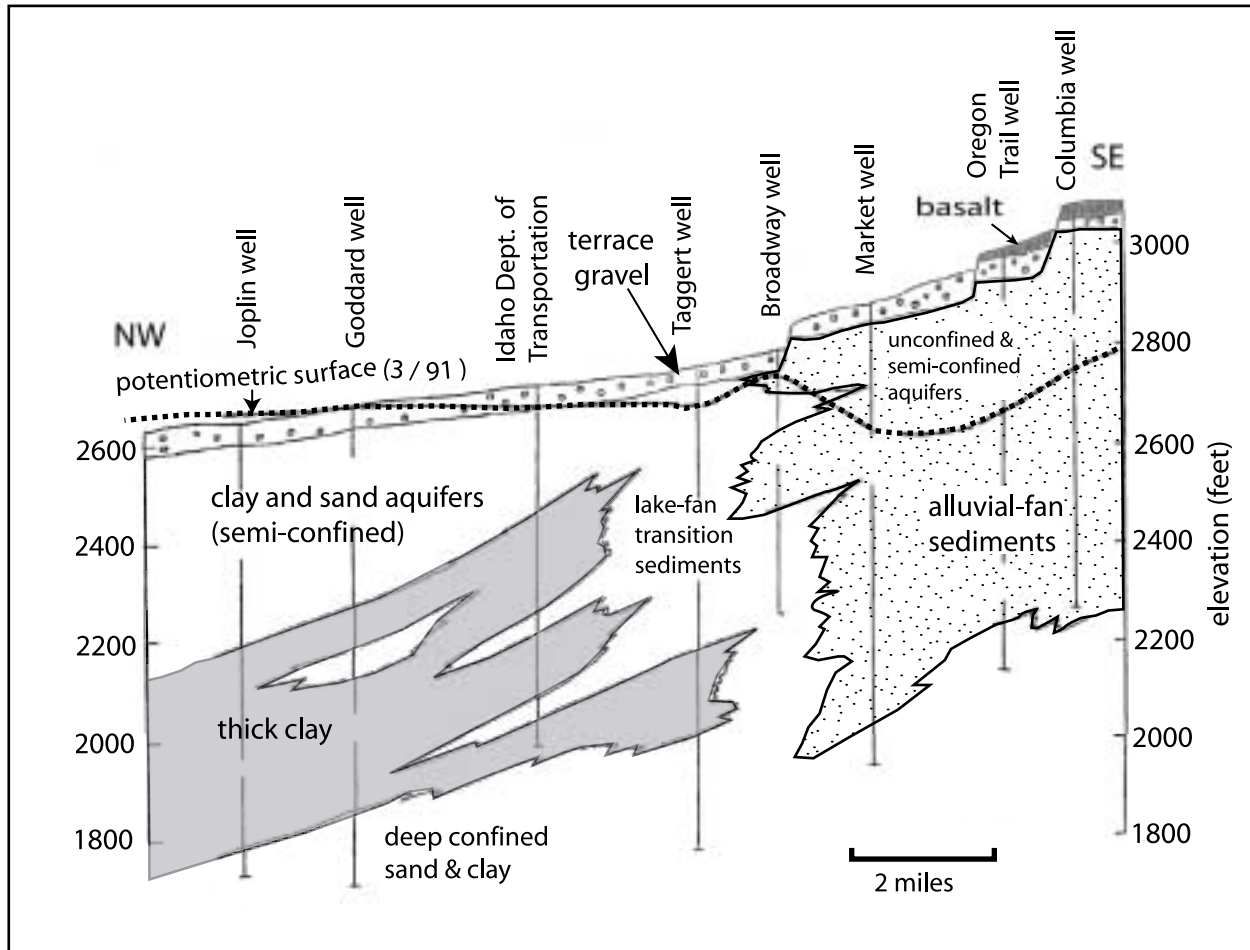 Joplin well
Goddard well
Idaho Dept. of
Transportation
Taggert well
Broadway well
Market well
Oregon
Trail well
Columbia well
NW
SE
basalt
terrace
gravel
potentiometric surface (3 / 91 )
unconfined &
semi-confined
aquifers
clay and sand aquifers
(semi-confined)
lake-fan
transition
sediments
alluvial-fan
sediments
thick clay
deep confined
sand & clay
2600
2400
2200
2000
1800
3000
2800
2600
2400
2200
2000
1800
elevation (feet)
2 miles